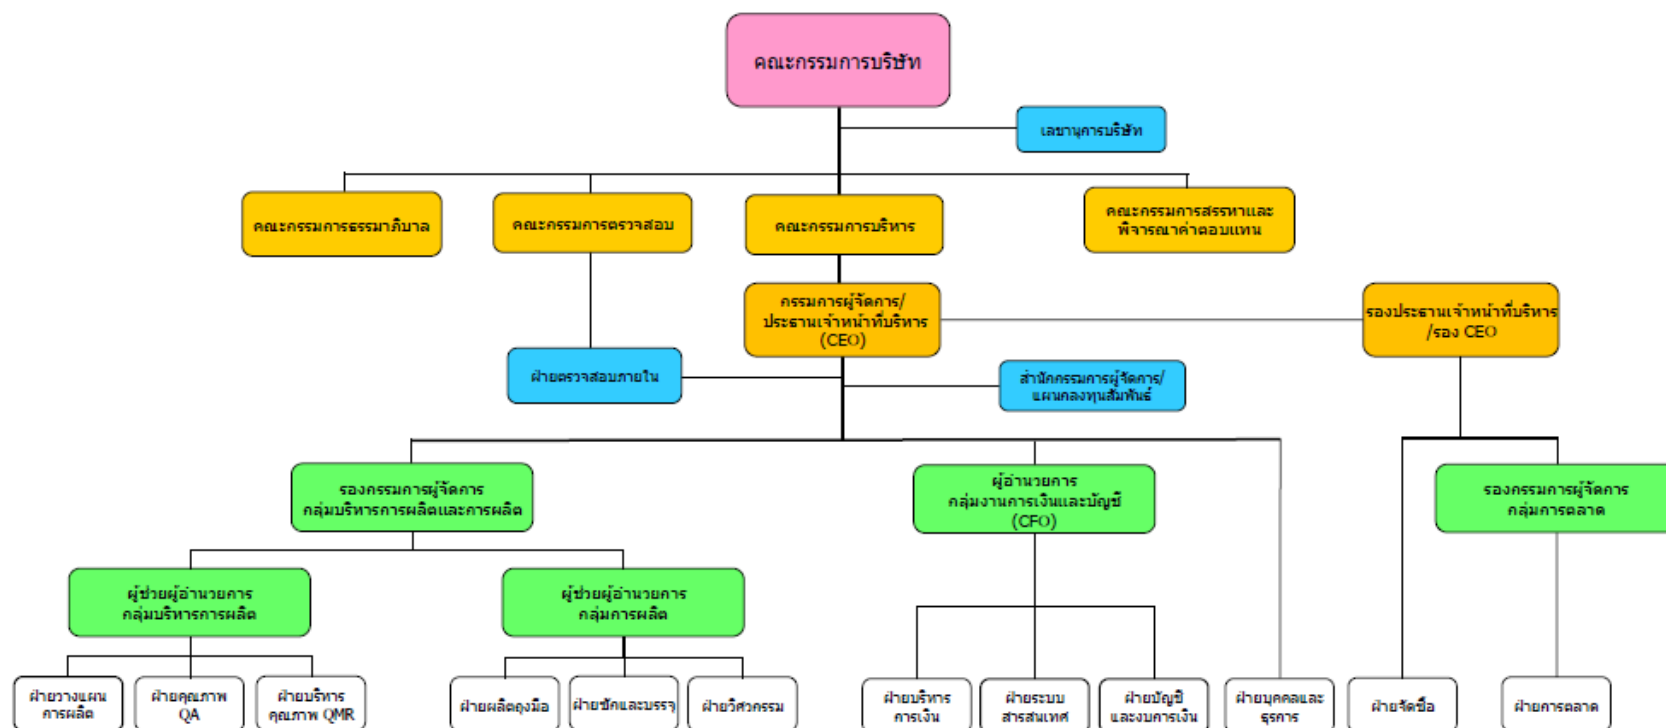 คณะกรรมการบริษัท
เลขานุการบริษัท
คณะกรรมการธรรมาภิบาล
คณะกรรมการตรวจสอบ
คณะกรรมการบริหาร
คณะกรรมการสรรหาและ
พิจารณาค่าตอบแทน
กรรมการผู้จัดการ/
ประธานเจ้าหน้าที่บริหาร
(CEO)
รองประธานเจ้าหน้าที่บริหาร
/รอง CEO
ฝ่ายตรวจสอบภายใน
สำนักกรรมการผู้จัดการ/
แผนกลงทุนสัมพันธ์
รองกรรมการผู้จัดการ
กลุ่มบริหารการผลิตและการผลิต
ผู้อำนวยการ
กลุ่มงานการเงินและบัญชี
(CFO)
รองกรรมการผู้จัดการ
กลุ่มการตลาด
ผู้ช่วยผู้อำนวยการ
กลุ่มบริหารการผลิต
ผู้ช่วยผู้อำนวยการ
กลุ่มการผลิต
ฝ่ายวางแผน
การผลิต
ฝ่ายคุณภาพ
QA
ฝ่ายบริหาร
คุณภาพ QMR
ฝ่ายผลิตถุงมือ
ฝ่ายซักและบรรจุ
ฝ่ายวิศวกรรม
ฝ่ายบริหาร
การเงิน
ฝ่ายระบบ
สารสนเทศ
ฝ่ายบัญชี
และงบการเงิน
ฝ่ายบุคคลและ
ธุรการ
ฝ่ายจัดซื้อ
ฝ่ายการตลาด